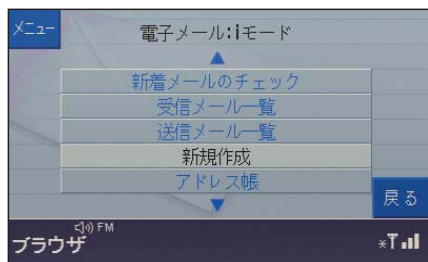 メニュー
電子メール:iモード
新着メールのチェック
受信メール一覧
送信メール一覧
新規作成
アドレス帳
戻る
FM
ブラウザ